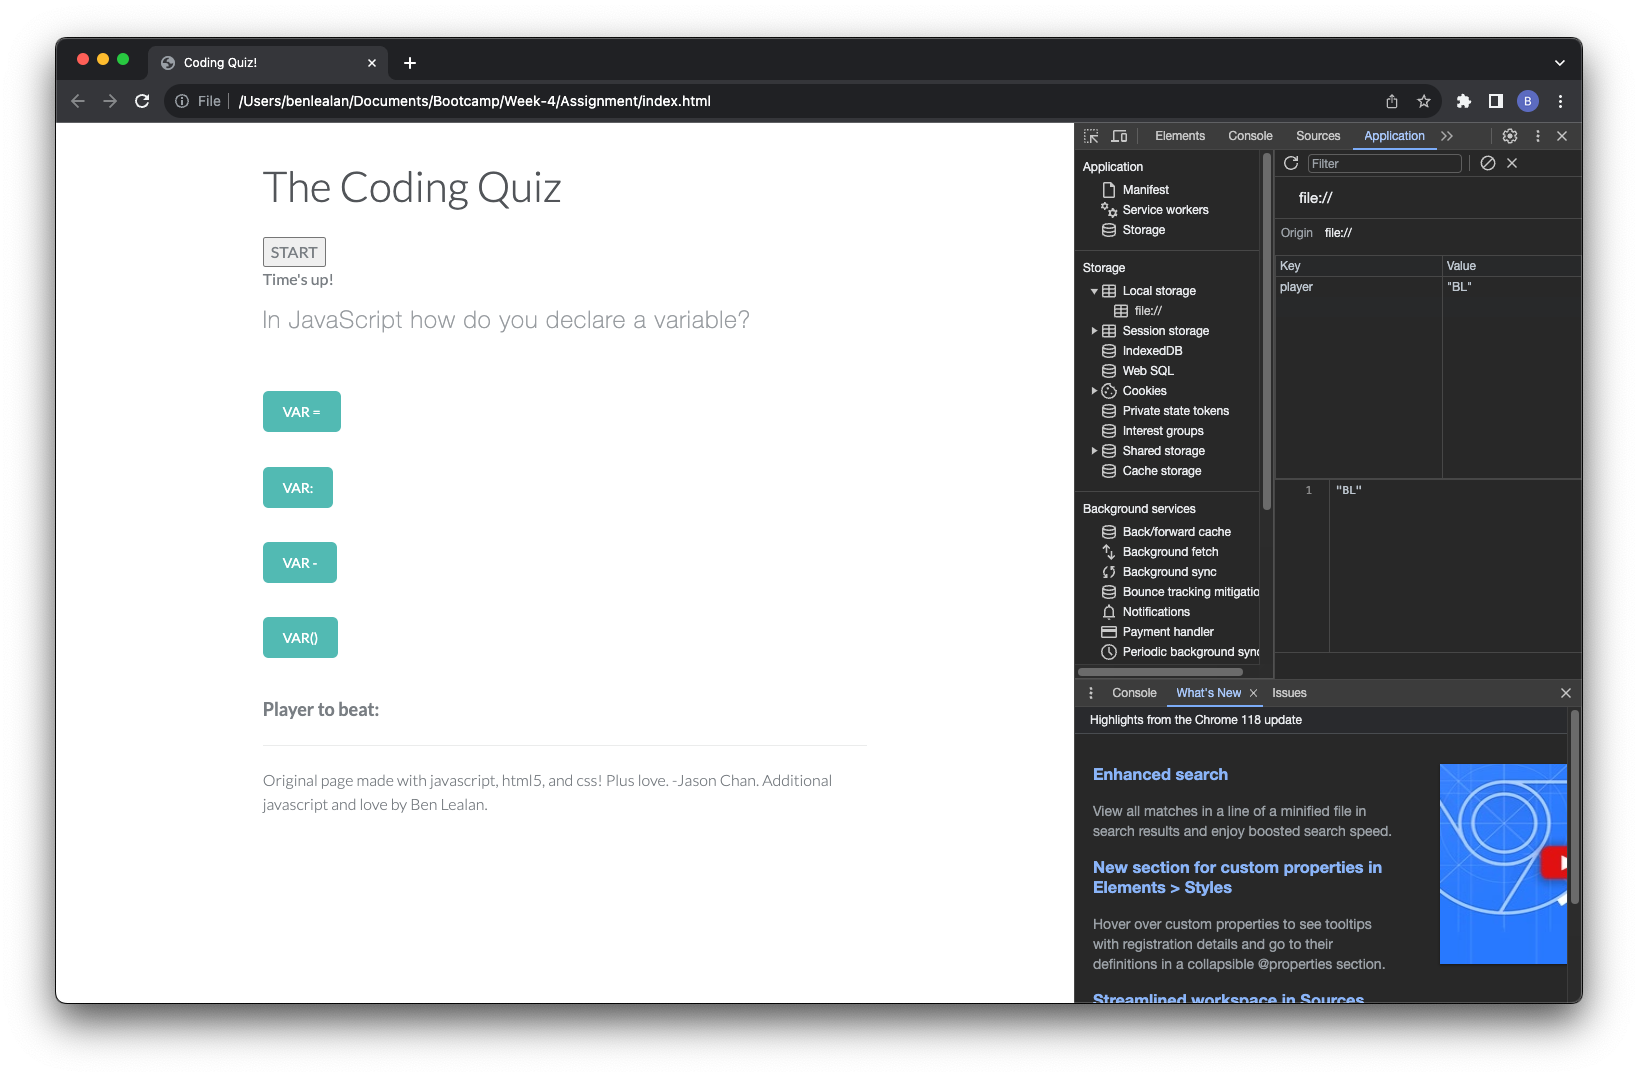 Coding Quiz!
File
/Users/benlealan/Documents/Bootcamp/Week-4/Assignment/index.html
B
The Coding Quiz
START
Time's up!
In JavaScript how do you declare a variable?
VAR =
VAR:
VAR -
VAR()
Player to beat:
Original page made with javascript, html5, and css! Plus love. -Jason Chan. Additional
javascript and love by Ben Lealan.
Elements Console Sources Application
Application
Manifest
Service workers
Storage
Storage
Local storage
file://
Session storage
IndexedDB
Web SQL
Cookies
Private state tokens
Interest groups
Shared storage
Cache storage
Background services
Back/forward cache
Background fetch
Background sync
Bounce tracking mitigatio
Notifications
Payment handler
Periodic background sync
Filter
file://
Origin file://
Key Value
player "BL"
1 "BL"
Console What's New Issues
Highlights from the Chrome 118 update
Enhanced search
View all matches in a line of a minified file in
search results and enjoy boosted search speed.
New section for custom properties in
Elements > Styles
Hover over custom properties to see tooltips
with registration details and go to their
definitions in a collapsible @properties section.
Streamlined workspace in Sources